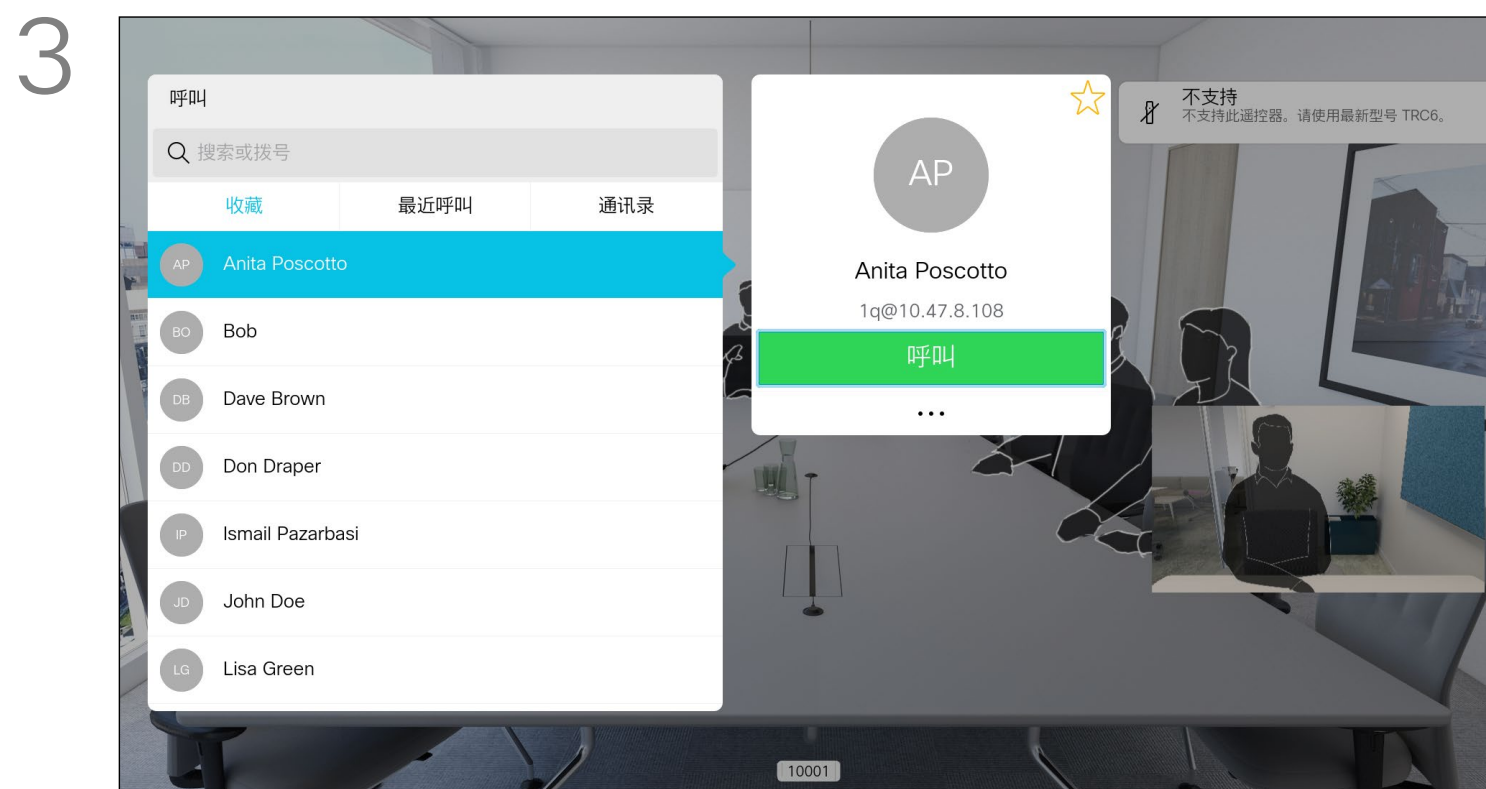 3
呼叫
搜索或拨号
收藏 最近呼叫 通讯录
AP Anita Poscotto
BO Bob
DB Dave Brown
DD Don Draper
IP Ismail Pazarbasi
JD John Doe
LG Lisa Green
AP
Anita Poscotto
1q@10.47.8.108
呼叫
...
不支持
不支持此遥控器。请使用最新型号 TRC6。
10001